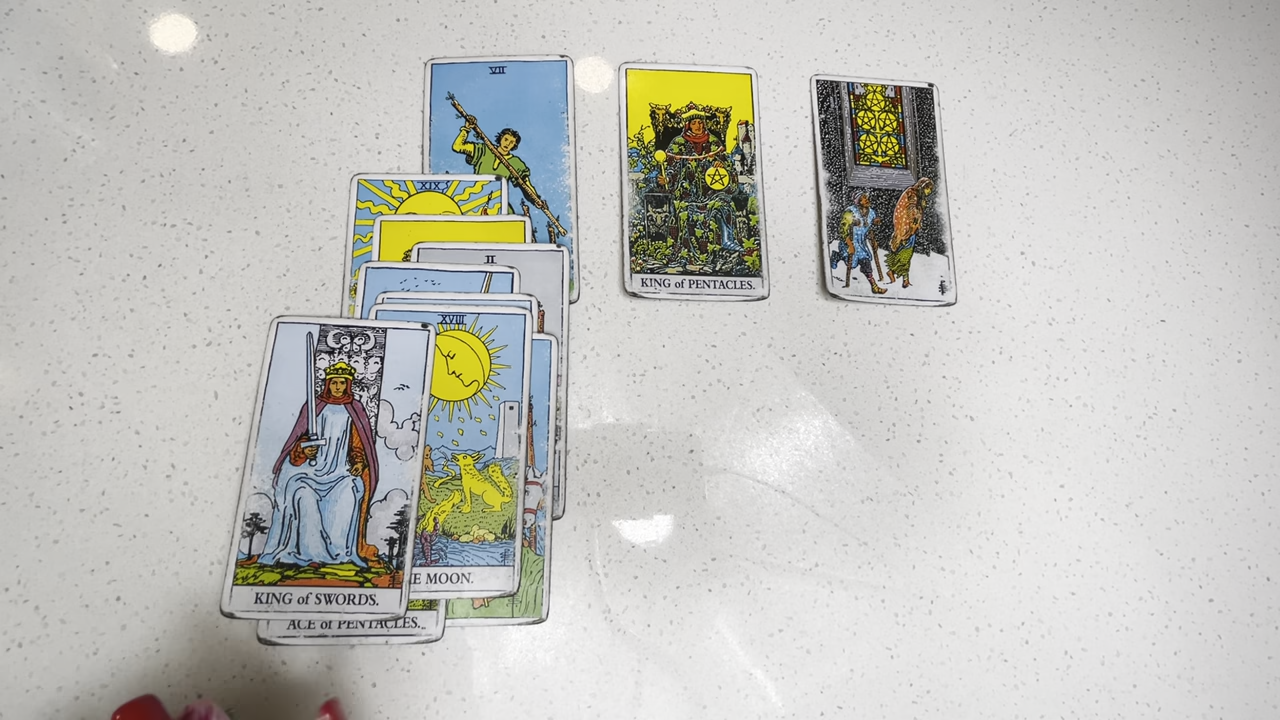 VII
KING of PENTACLES.
XIX
II
XVIII
E MOON.
KING of SWORDS.
ACE of PENTACLES.